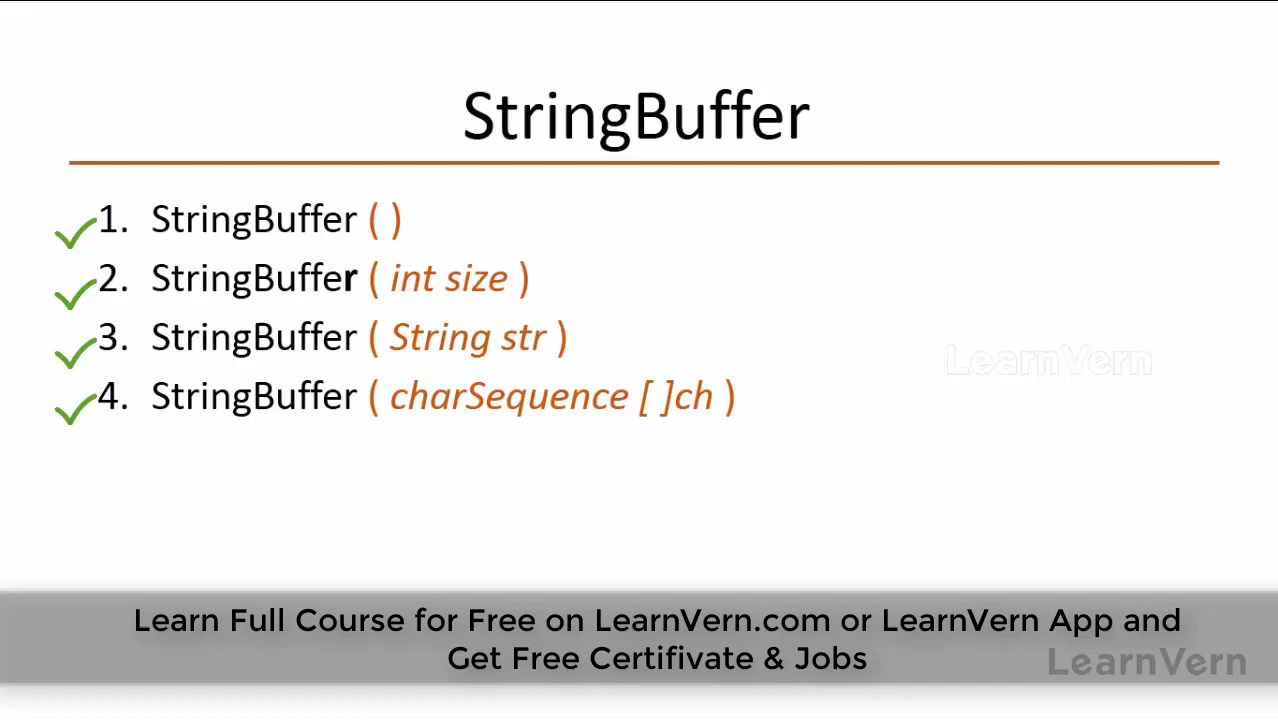 StringBuffer
1. StringBuffer ( )
2. StringBuffer ( int size )
3. StringBuffer ( String str )
4. StringBuffer ( charSequence [ ]ch )
LearnVern
Learn Full Course for Free on LearnVern.com or LearnVern App and
Get Free Certifivate & Jobs
LearnVern